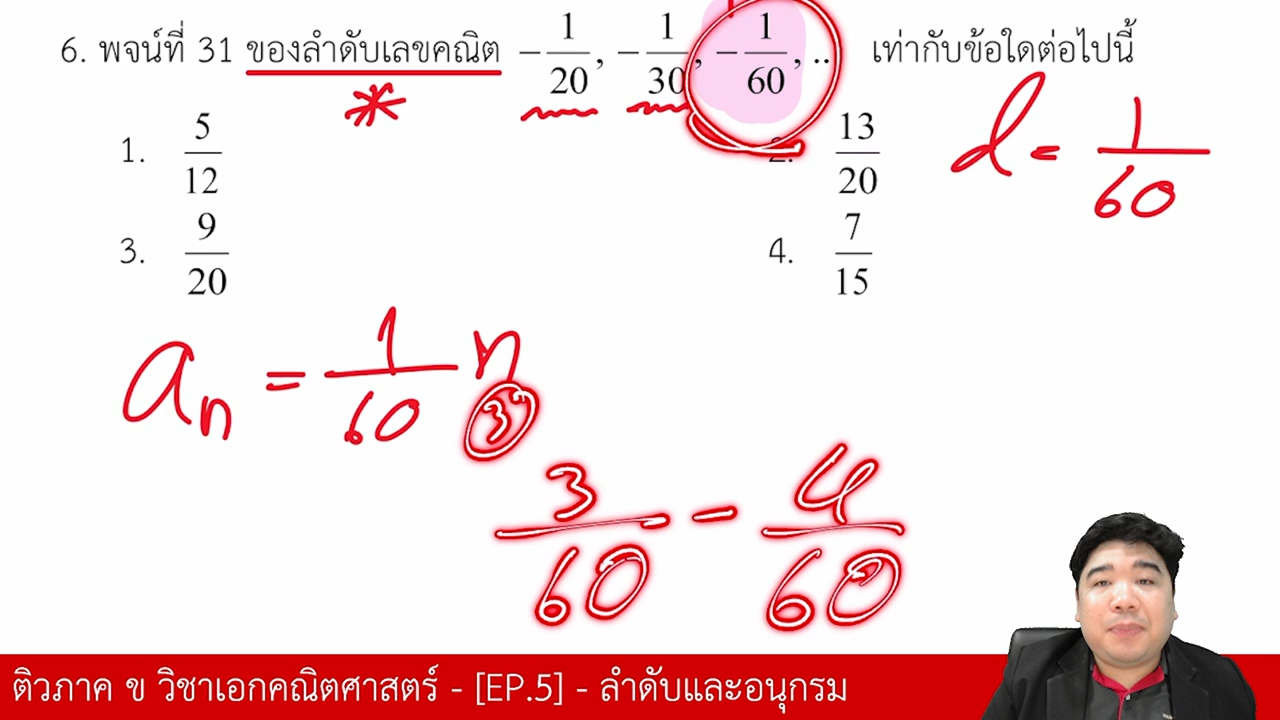 6. พจน์ที่ 31 ของลำดับเลขคณิต -1/20, -1/30, -1/60, .. เท่ากับข้อใดต่อไปนี้
1. 5/12
2. 13/20
d = 1/60
3. 9/20
4. 7/15
aₙ = 1/60 n
3
3/60 - 4/60
ติวภาค ข วิชาเอกคณิตศาสตร์ - [EP.5] - ลำดับและอนุกรม